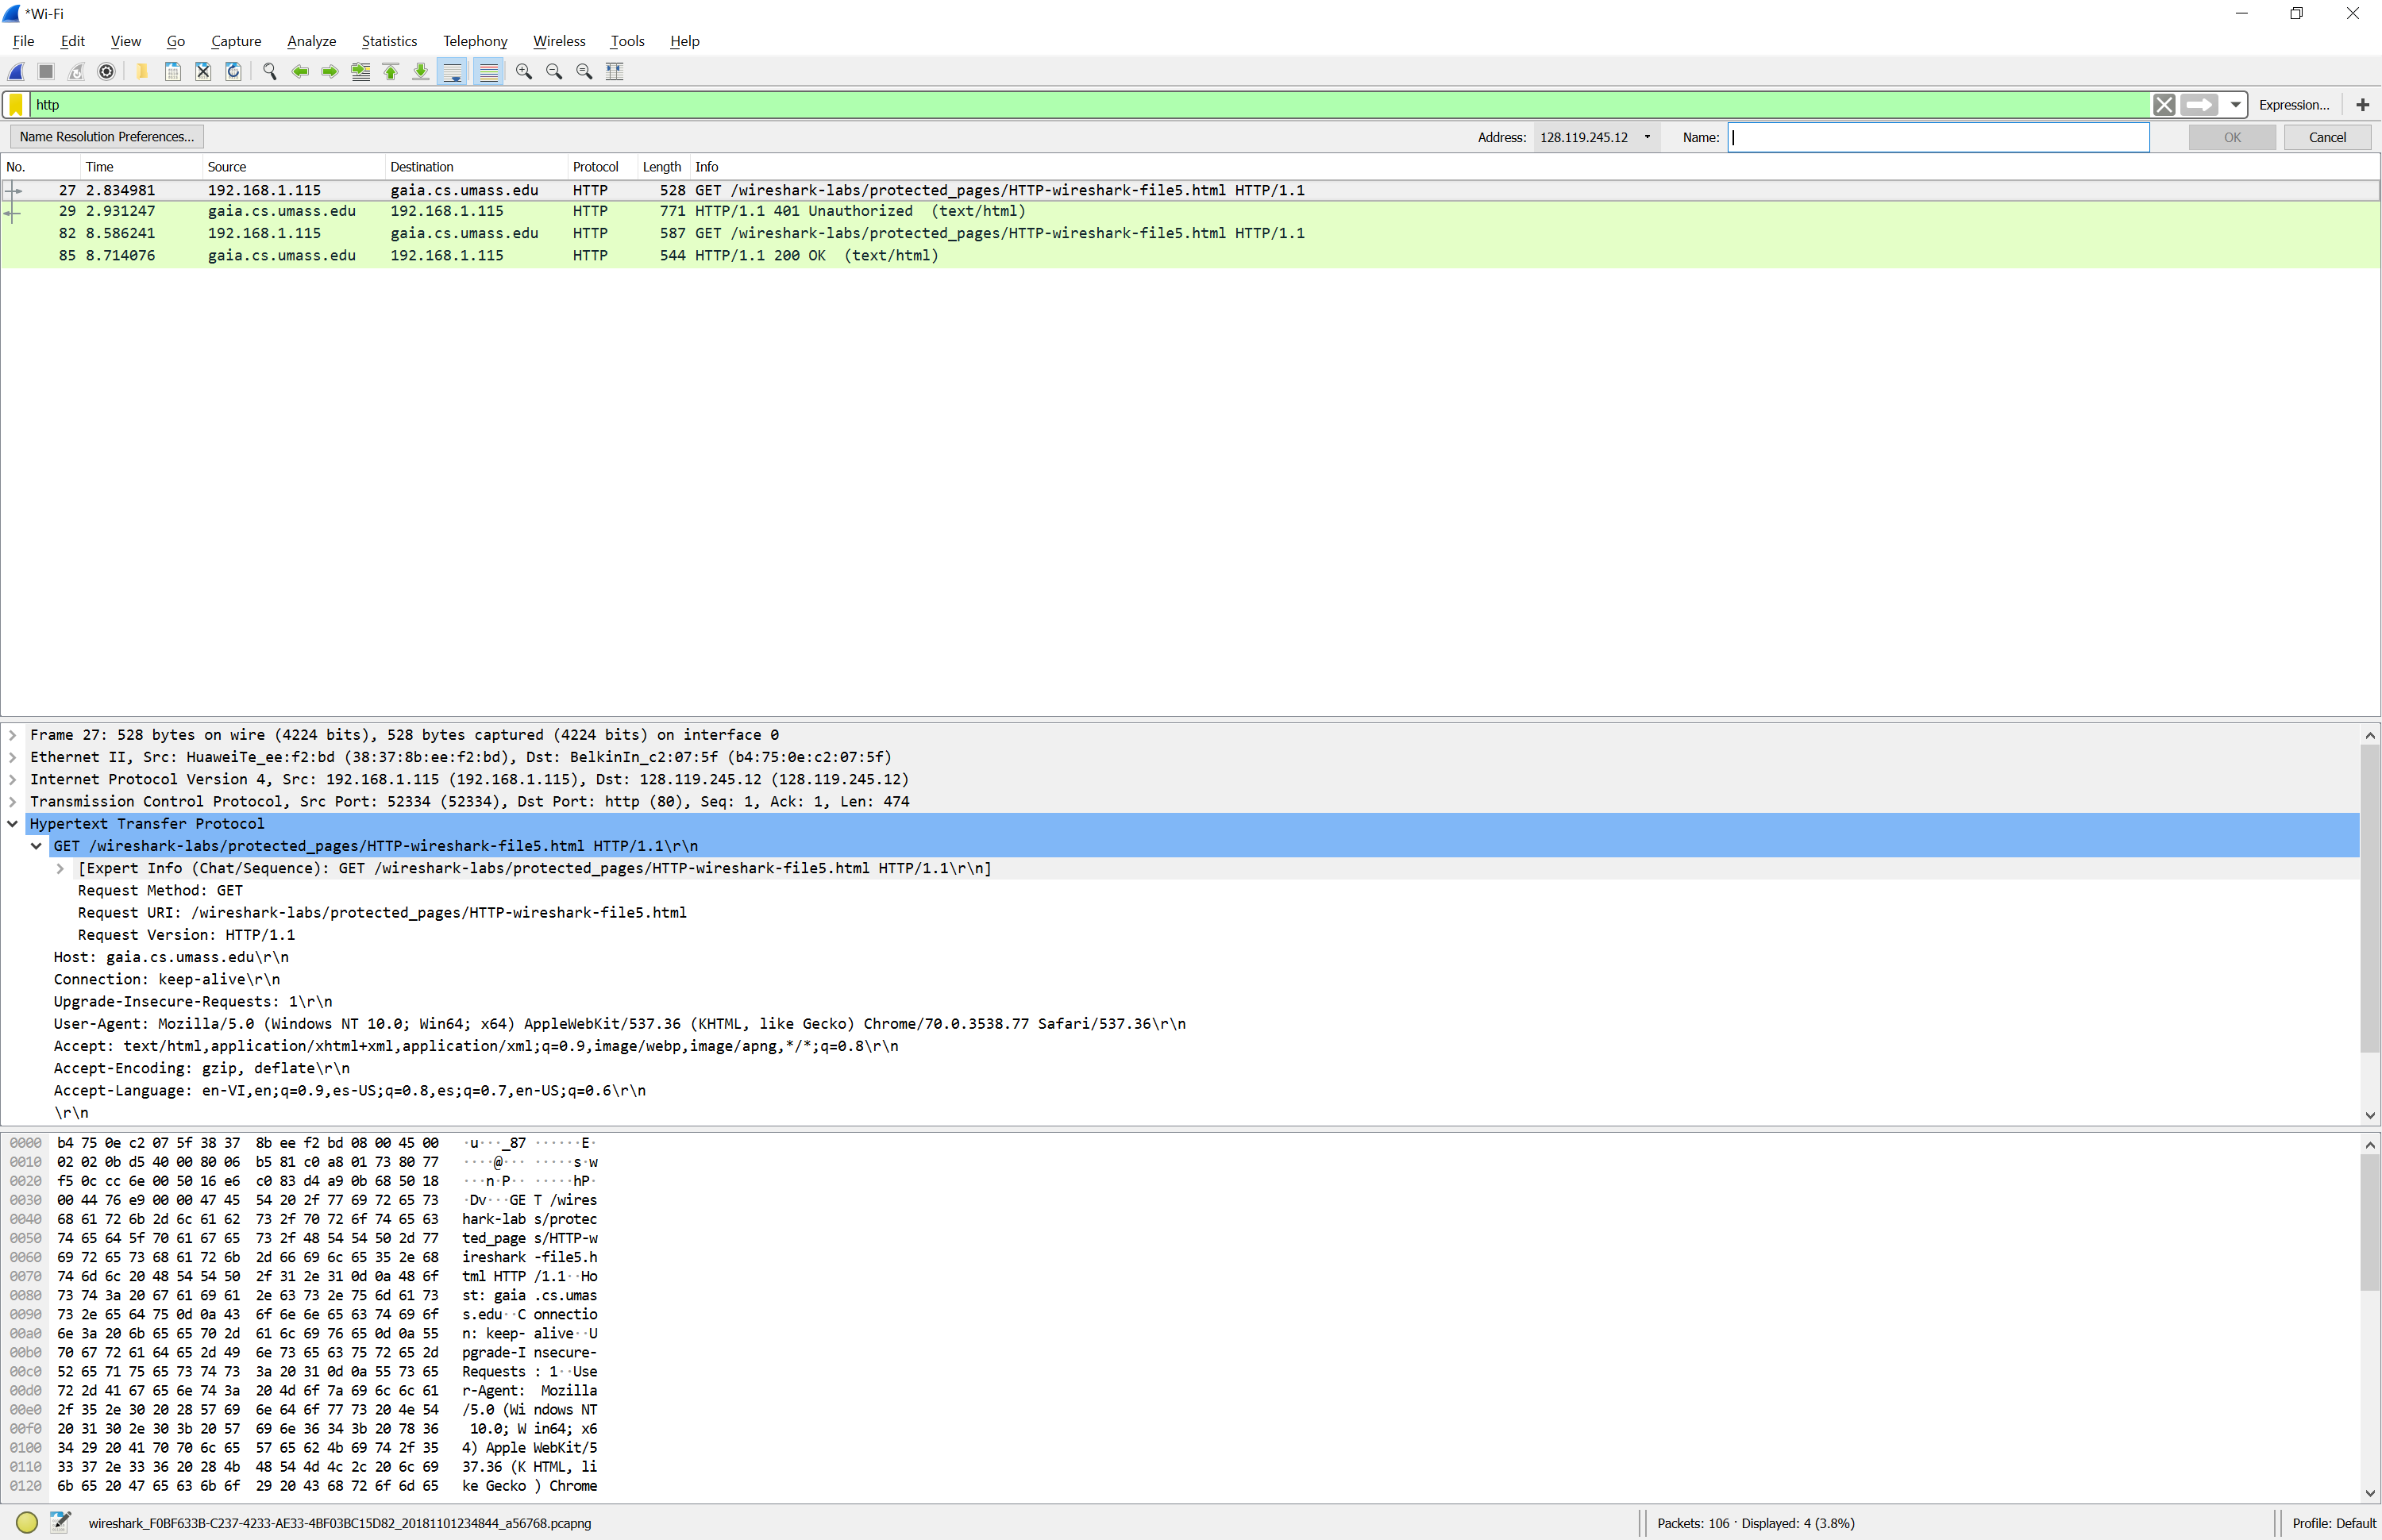 *Wi-Fi
File Edit View Go Capture Analyze Statistics Telephony Wireless Tools Help
http Expression... +
Name Resolution Preferences... Address: 128.119.245.12 Name: OK Cancel
No. Time Source Destination Protocol Length Info
27 2.834981 192.168.1.115 gaia.cs.umass.edu HTTP 528 GET /wireshark-labs/protected_pages/HTTP-wireshark-file5.html HTTP/1.1
29 2.931247 gaia.cs.umass.edu 192.168.1.115 HTTP 771 HTTP/1.1 401 Unauthorized (text/html)
82 8.586241 192.168.1.115 gaia.cs.umass.edu HTTP 587 GET /wireshark-labs/protected_pages/HTTP-wireshark-file5.html HTTP/1.1
85 8.714076 gaia.cs.umass.edu 192.168.1.115 HTTP 544 HTTP/1.1 200 OK (text/html)
Frame 27: 528 bytes on wire (4224 bits), 528 bytes captured (4224 bits) on interface 0
Ethernet II, Src: HuaweiTe_ee:f2:bd (38:37:8b:ee:f2:bd), Dst: BelkinIn_c2:07:5f (b4:75:0e:c2:07:5f)
Internet Protocol Version 4, Src: 192.168.1.115 (192.168.1.115), Dst: 128.119.245.12 (128.119.245.12)
Transmission Control Protocol, Src Port: 52334 (52334), Dst Port: http (80), Seq: 1, Ack: 1, Len: 474
Hypertext Transfer Protocol
GET /wireshark-labs/protected_pages/HTTP-wireshark-file5.html HTTP/1.1\r\n
[Expert Info (Chat/Sequence): GET /wireshark-labs/protected_pages/HTTP-wireshark-file5.html HTTP/1.1\r\n]
Request Method: GET
Request URI: /wireshark-labs/protected_pages/HTTP-wireshark-file5.html
Request Version: HTTP/1.1
Host: gaia.cs.umass.edu\r\n
Connection: keep-alive\r\n
Upgrade-Insecure-Requests: 1\r\n
User-Agent: Mozilla/5.0 (Windows NT 10.0; Win64; x64) AppleWebKit/537.36 (KHTML, like Gecko) Chrome/70.0.3538.77 Safari/537.36\r\n
Accept: text/html,application/xhtml+xml,application/xml;q=0.9,image/webp,image/apng,*/*;q=0.8\r\n
Accept-Encoding: gzip, deflate\r\n
Accept-Language: en-VI,en;q=0.9,es-US;q=0.8,es;q=0.7,en-US;q=0.6\r\n
\r\n
0000 b4 75 0e c2 07 5f 38 37 8b ee f2 bd 08 00 45 00 ·u···_87 ······E·
0010 02 02 0b d5 40 00 80 06 b5 81 c0 a8 01 73 80 77 ····@··· ·····s·w
0020 f5 0c cc 6e 00 50 16 e6 c0 83 d4 a9 0b 68 50 18 ···n·P·· ·····hP·
0030 00 44 76 e9 00 00 47 45 54 20 2f 77 69 72 65 73 ·Dv···GE T /wires
0040 68 61 72 6b 2d 6c 61 62 73 2f 70 72 6f 74 65 63 hark-lab s/protec
0050 74 65 64 5f 70 61 67 65 73 2f 48 54 54 50 2d 77 ted_page s/HTTP-w
0060 69 72 65 73 68 61 72 6b 2d 66 69 6c 65 35 2e 68 ireshark -file5.h
0070 74 6d 6c 20 48 54 54 50 2f 31 2e 31 0d 0a 48 6f tml HTTP /1.1··Ho
0080 73 74 3a 20 67 61 69 61 2e 63 73 2e 75 6d 61 73 st: gaia .cs.umas
0090 73 2e 65 64 75 0d 0a 43 6f 6e 6e 65 63 74 69 6f s.edu··C onnectio
00a0 6e 3a 20 6b 65 65 70 2d 61 6c 69 76 65 0d 0a 55 n: keep- alive··U
00b0 70 67 72 61 64 65 2d 49 6e 73 65 63 75 72 65 2d pgrade-I nsecure-
00c0 52 65 71 75 65 73 74 73 3a 20 31 0d 0a 55 73 65 Requests : 1··Use
00d0 72 2d 41 67 65 6e 74 3a 20 4d 6f 7a 69 6c 6c 61 r-Agent: Mozilla
00e0 2f 35 2e 30 20 28 57 69 6e 64 6f 77 73 20 4e 54 /5.0 (Wi ndows NT
00f0 20 31 30 2e 30 3b 20 57 69 6e 36 34 3b 20 78 36 10.0; W in64; x6
0100 34 29 20 41 70 70 6c 65 57 65 62 4b 69 74 2f 35 4) Apple WebKit/5
0110 33 37 2e 33 36 20 28 4b 48 54 4d 4c 2c 20 6c 69 37.36 (K HTML, li
0120 6b 65 20 47 65 63 6b 6f 29 20 43 68 72 6f 6d 65 ke Gecko ) Chrome
wireshark_F0BF633B-C237-4233-AE33-4BF03BC15D82_20181101234844_a56768.pcapng Packets: 106 · Displayed: 4 (3.8%) Profile: Default